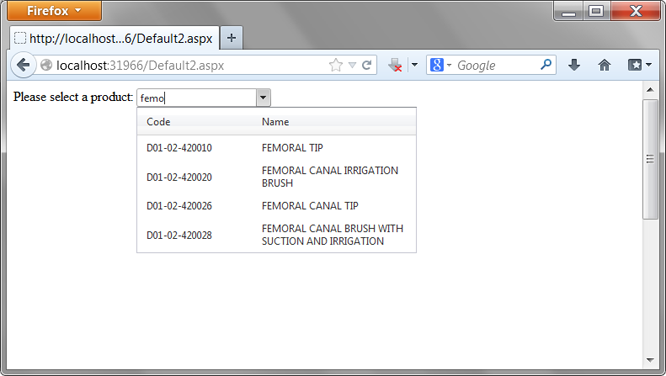 Firefox
http://localhost...6/Default2.aspx
localhost:31966/Default2.aspx
Google
Please select a product: femo
Code Name
D01-02-420010 FEMORAL TIP
D01-02-420020 FEMORAL CANAL IRRIGATION
BRUSH
D01-02-420026 FEMORAL CANAL TIP
D01-02-420028 FEMORAL CANAL BRUSH WITH
SUCTION AND IRRIGATION